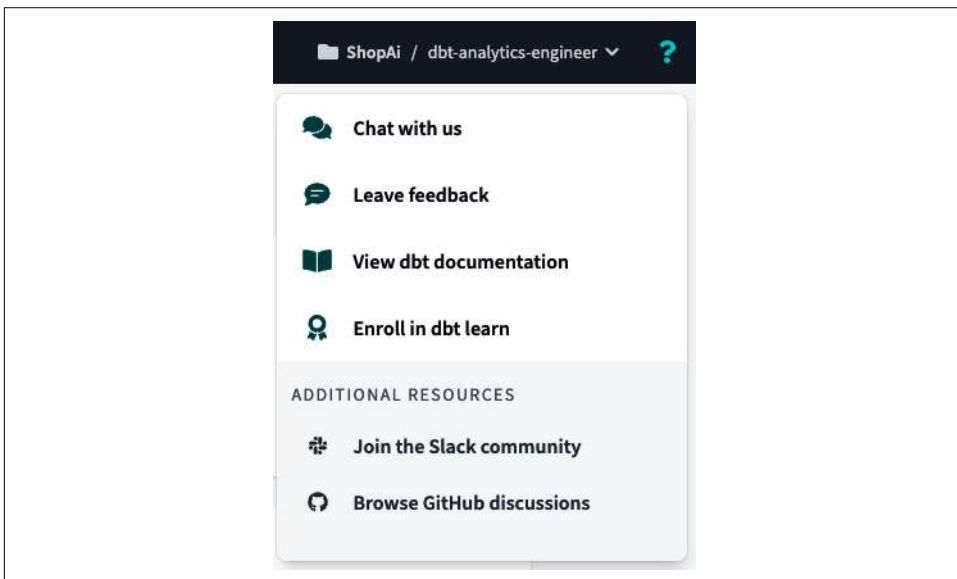 ShopAi / dbt-analytics-engineer ?
Chat with us
Leave feedback
View dbt documentation
Enroll in dbt learn
ADDITIONAL RESOURCES
Join the Slack community
Browse GitHub discussions